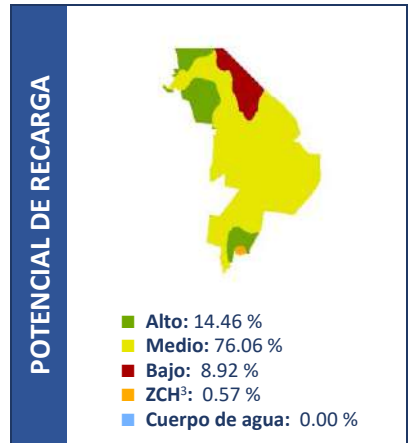 POTENCIAL DE RECARGA
Alto: 14.46 %
Medio: 76.06 %
Bajo: 8.92 %
ZCH³: 0.57 %
Cuerpo de agua: 0.00 %